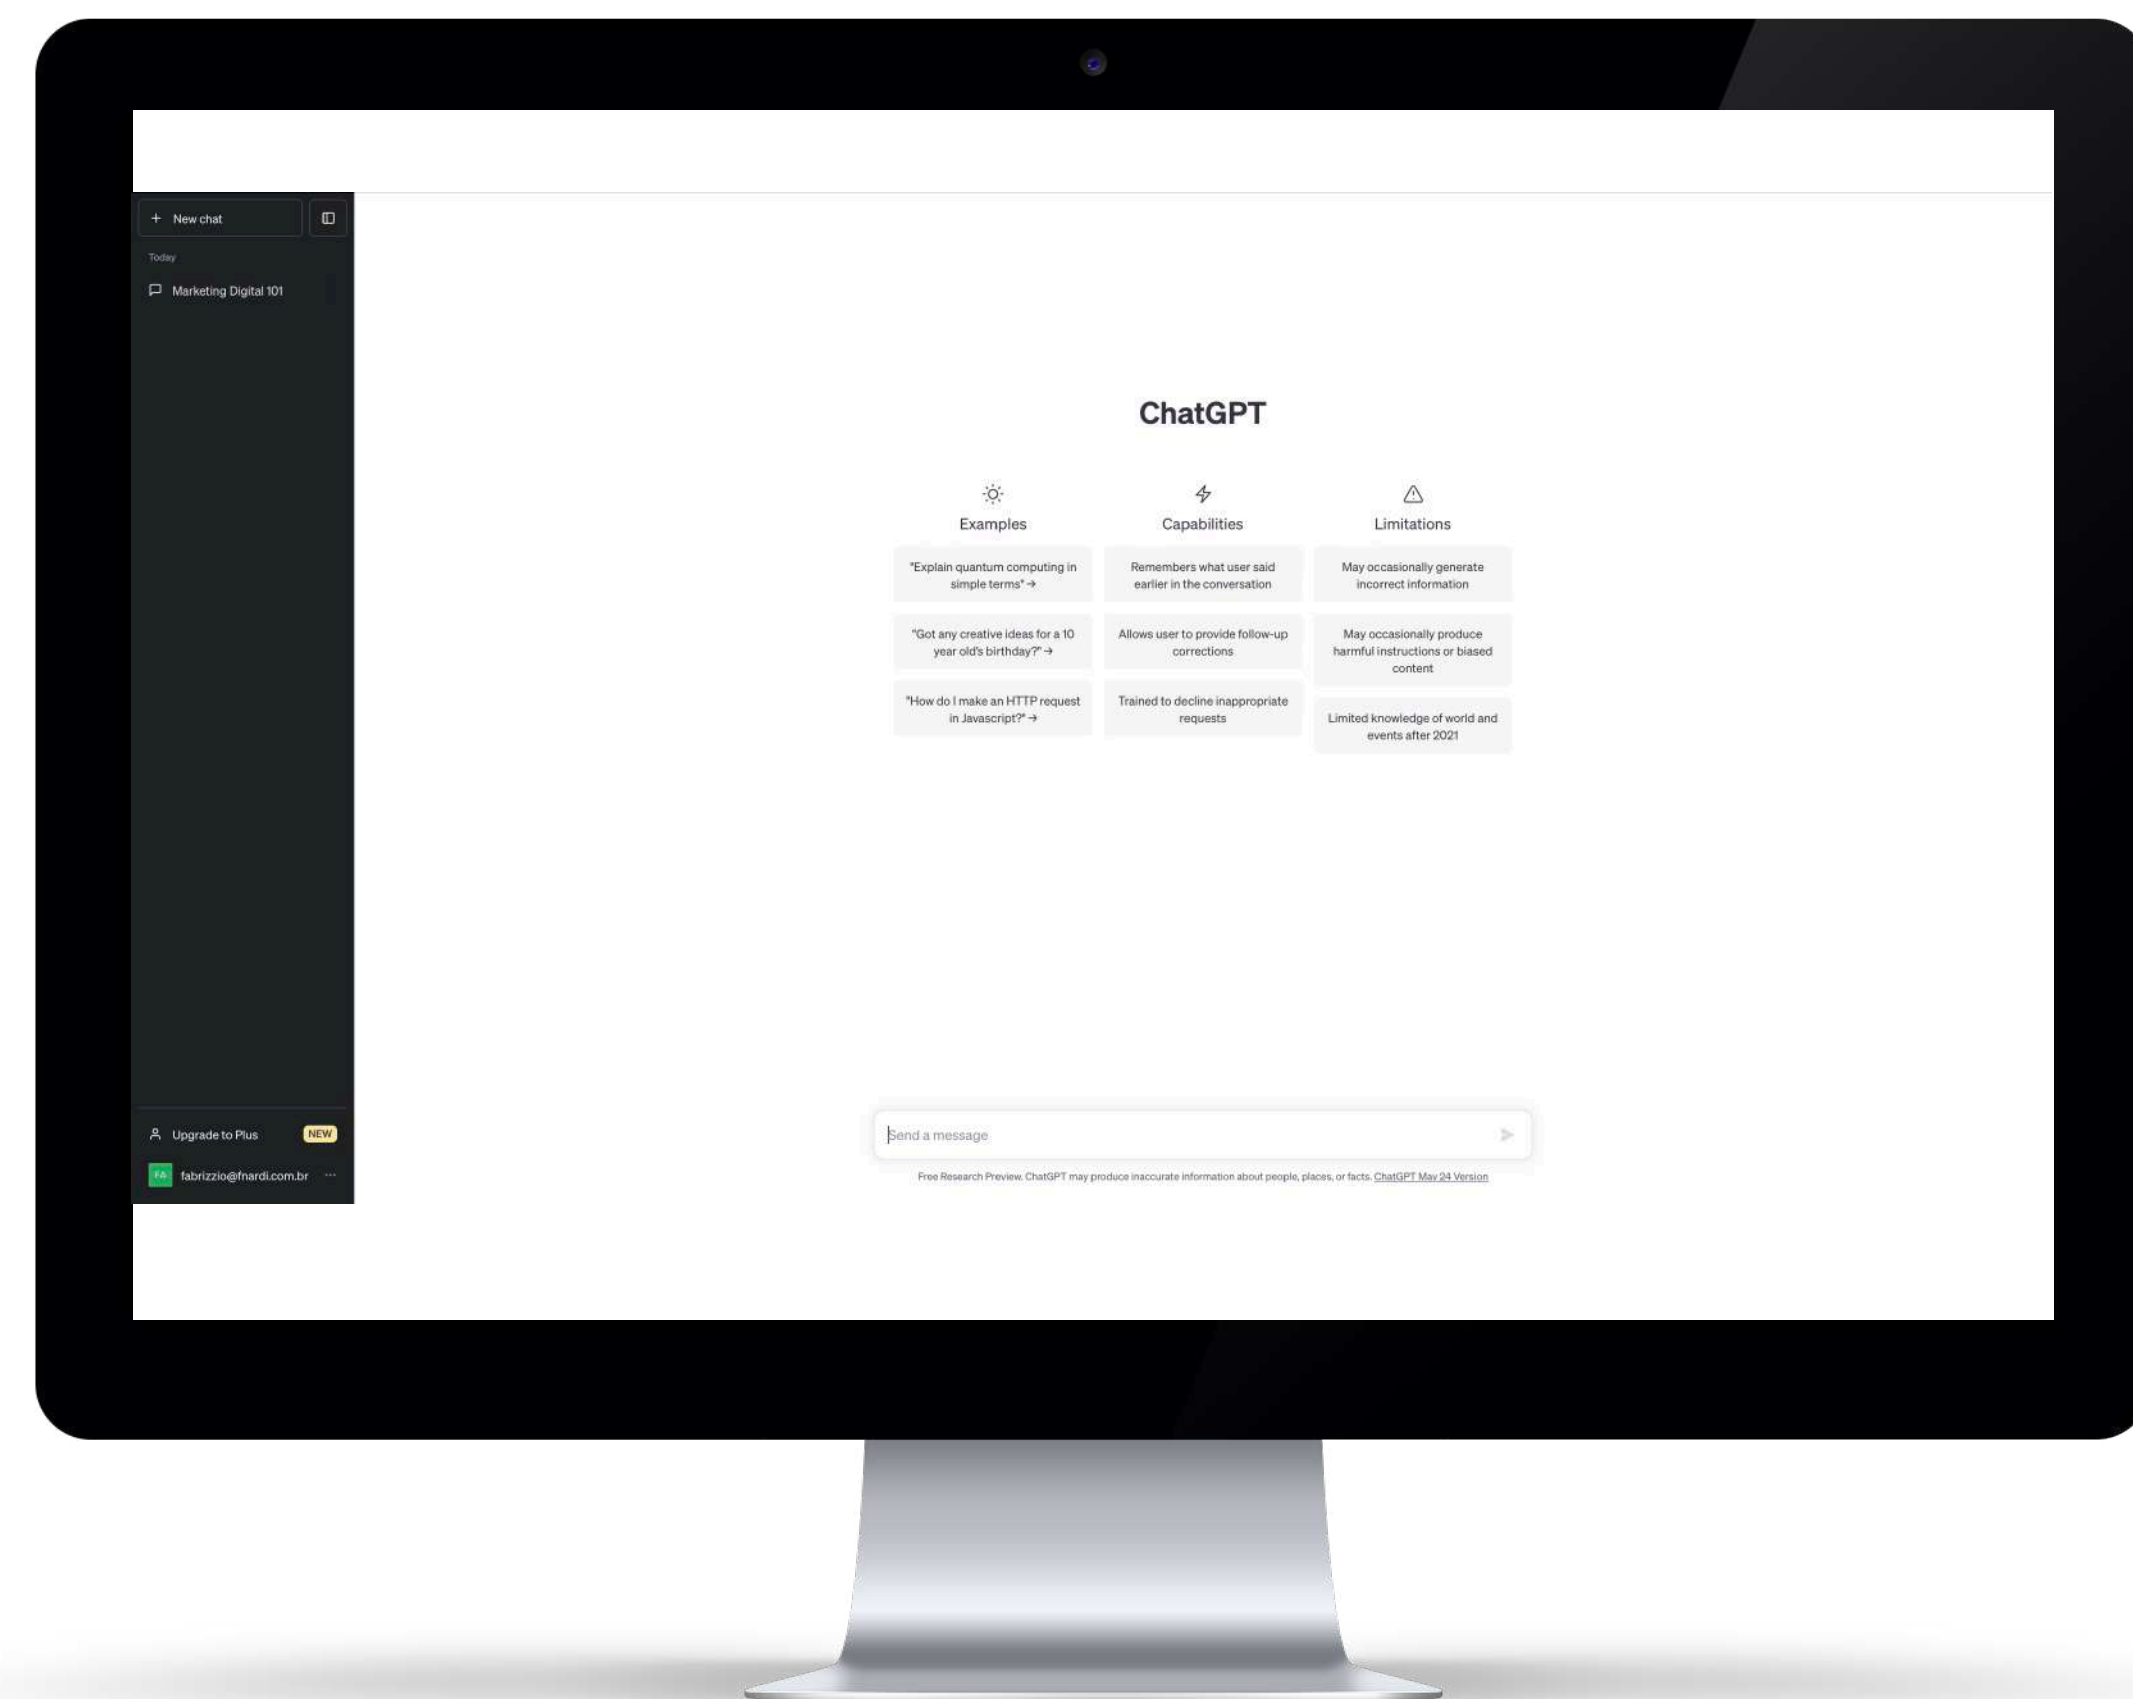 + New chat
Today
Marketing Digital 101
ChatGPT
Examples
"Explain quantum computing in
simple terms" →
"Got any creative ideas for a 10
year old's birthday?" →
"How do I make an HTTP request
in Javascript?" →
Capabilities
Remembers what user said
earlier in the conversation
Allows user to provide follow-up
corrections
Trained to decline inappropriate
requests
Limitations
May occasionally generate
incorrect information
May occasionally produce
harmful instructions or biased
content
Limited knowledge of world and
events after 2021
Upgrade to Plus NEW
FA fabrizzio@fnardi.com.br ...
Send a message
Free Research Preview. ChatGPT may produce inaccurate information about people, places, or facts. ChatGPT May 24 Version